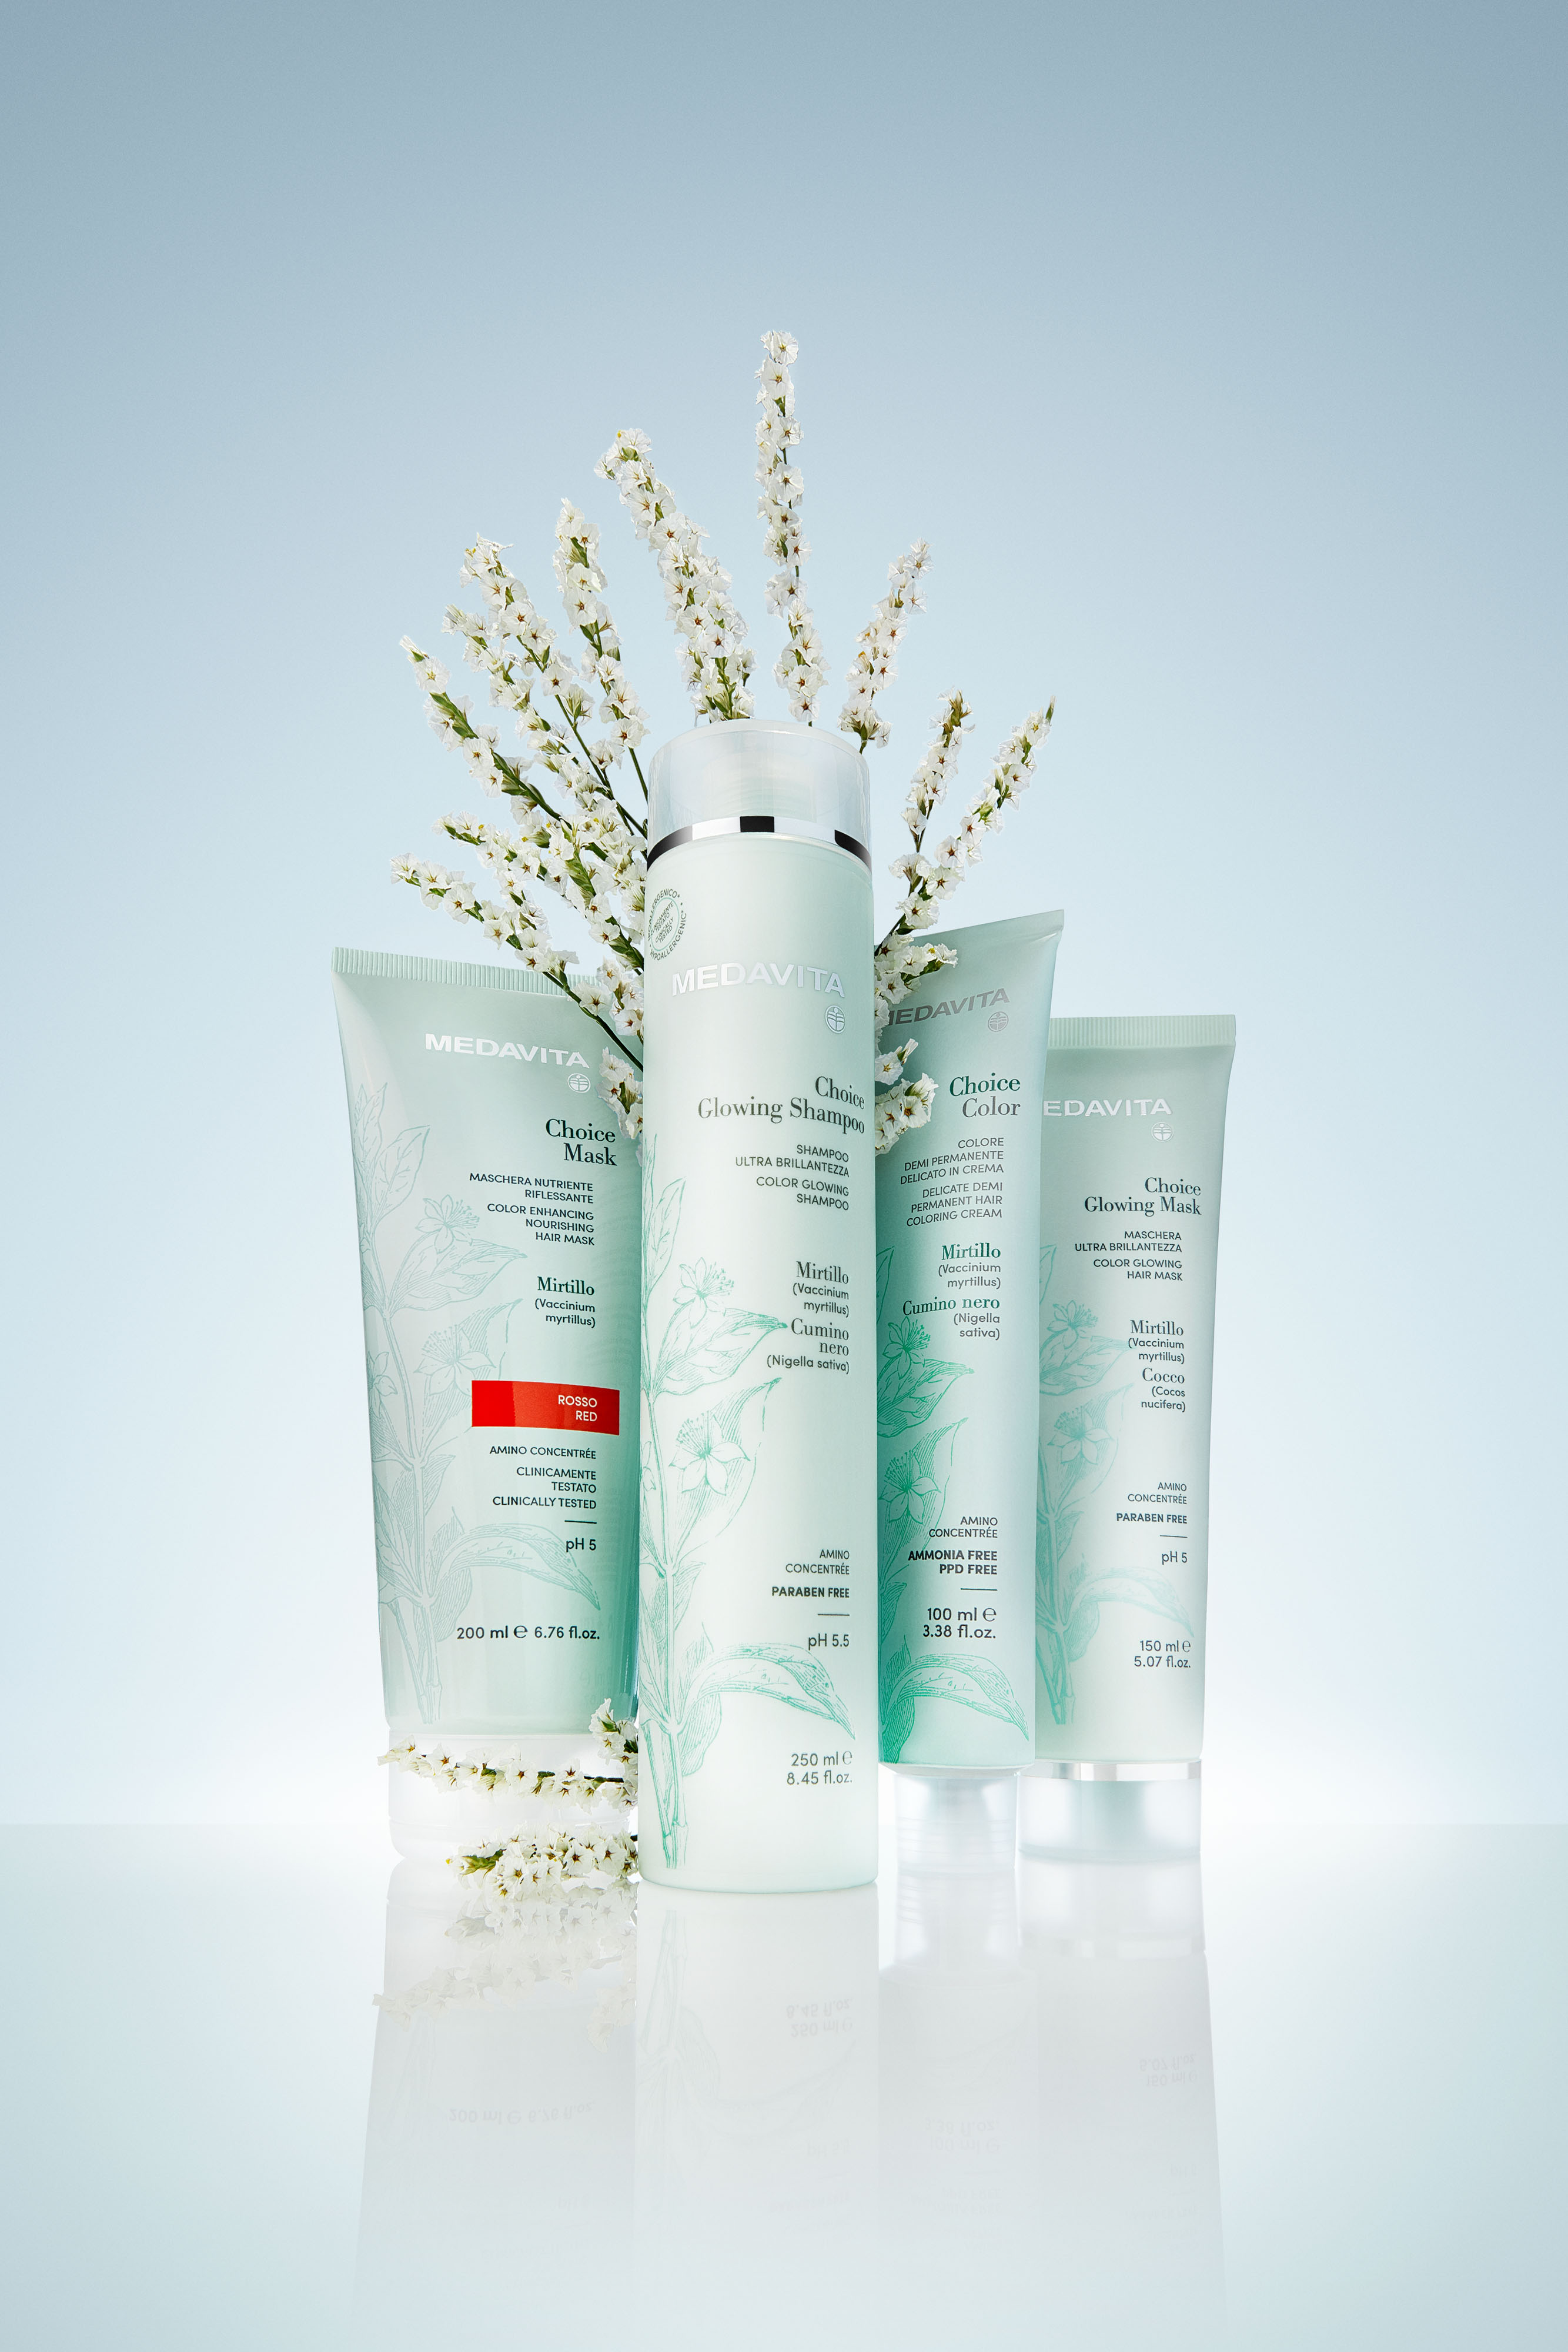 MEDAVITA
Choice
Mask
MASCHERA NUTRIENTE
RIFLESSANTE
COLOR ENHANCING
NOURISHING
HAIR MASK
Mirtillo
(Vaccinium
myrtillus)
ROSSO
RED
AMINO CONCENTRÉE
CLINICAMENTE
TESTATO
CLINICALLY TESTED
pH 5
200 ml ℮ 6.76 fl.oz.
HYPOALLERGENIC*
MEDAVITA
Choice
Glowing Shampoo
SHAMPOO
ULTRA BRILLANTEZZA
COLOR GLOWING
SHAMPOO
Mirtillo
(Vaccinium
myrtillus)
Cumino
nero
(Nigella sativa)
AMINO
CONCENTRÉE
PARABEN FREE
pH 5.5
250 ml ℮
8.45 fl.oz.
MEDAVITA
Choice
Color
COLORE
DEMI PERMANENTE
DELICATO IN CREMA
DELICATE DEMI
PERMANENT HAIR
COLORING CREAM
Mirtillo
(Vaccinium
myrtillus)
Cumino nero
(Nigella
sativa)
AMINO
CONCENTRÉE
AMMONIA FREE
PPD FREE
100 ml ℮
3.38 fl.oz.
EDAVITA
Choice
Glowing Mask
MASCHERA
ULTRA BRILLANTEZZA
COLOR GLOWING
HAIR MASK
Mirtillo
(Vaccinium
myrtillus)
Cocco
(Cocos
nucifera)
AMINO
CONCENTRÉE
PARABEN FREE
pH 5
150 ml ℮
5.07 fl.oz.